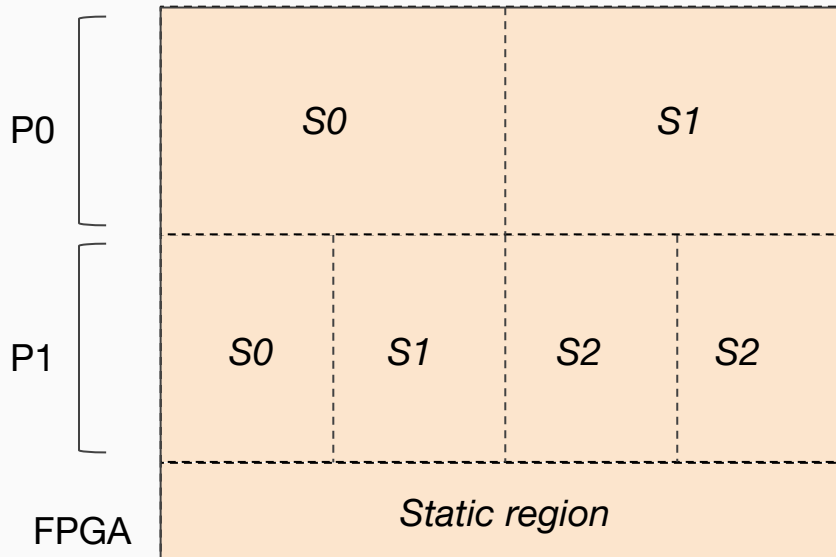 P0
S0 S1
P1
S0 S1 S2 S2
FPGA
Static region